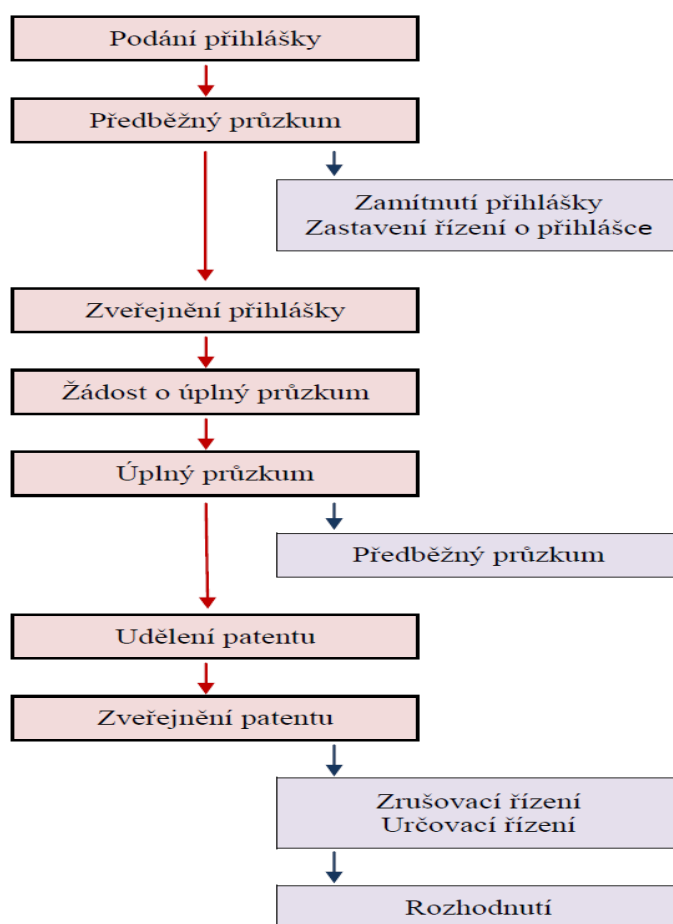 Podání přihlášky
Předběžný průzkum
Zamítnutí přihlášky
Zastavení řízení o přihlášce
Zveřejnění přihlášky
Žádost o úplný průzkum
Úplný průzkum
Předběžný průzkum
Udělení patentu
Zveřejnění patentu
Zrušovací řízení
Určovací řízení
Rozhodnutí